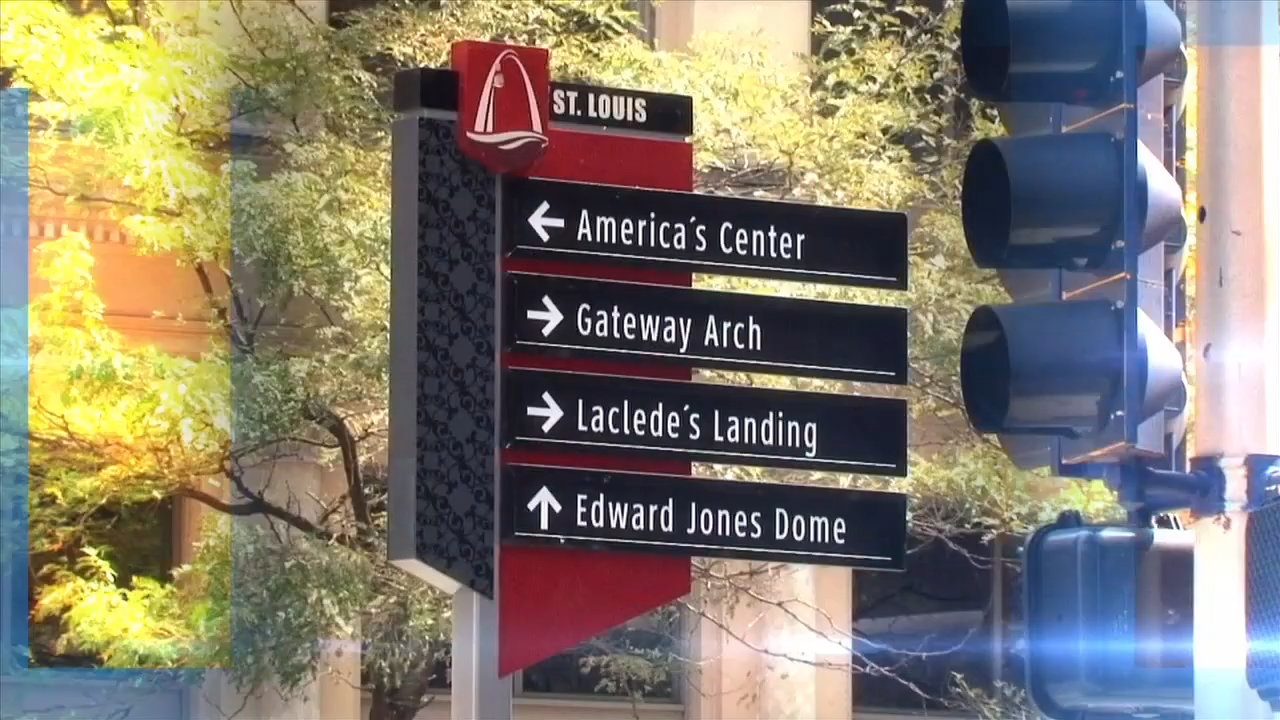 ST. LOUIS
← America´s Center
→ Gateway Arch
→ Laclede´s Landing
↑ Edward Jones Dome